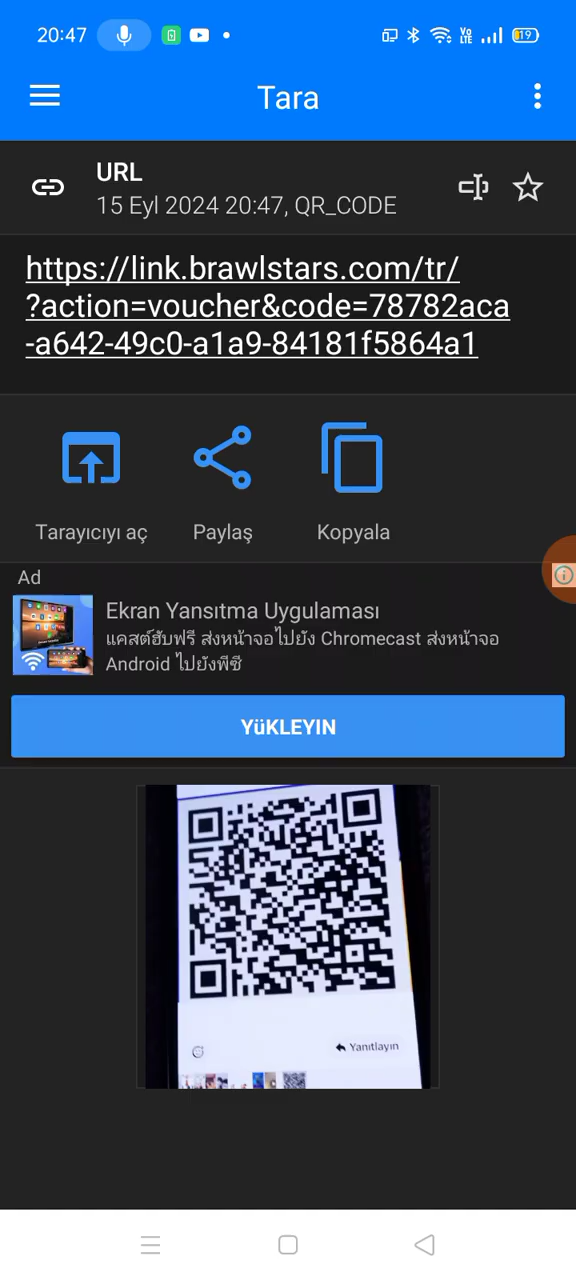 20:47
VO
LTE
19
Tara
URL
15 Eyl 2024 20:47, QR_CODE
https://link.brawlstars.com/tr/
?action=voucher&code=78782aca
-a642-49c0-a1a9-84181f5864a1
Tarayıcıyı aç
Paylaş
Kopyala
Ad
Ekran Yansıtma Uygulaması
แคสต์ฮับฟรี ส่งหน้าจอไปยัง Chromecast ส่งหน้าจอ
Android ไปยังพีซี
YüKLEYIN
Yanıtlayın